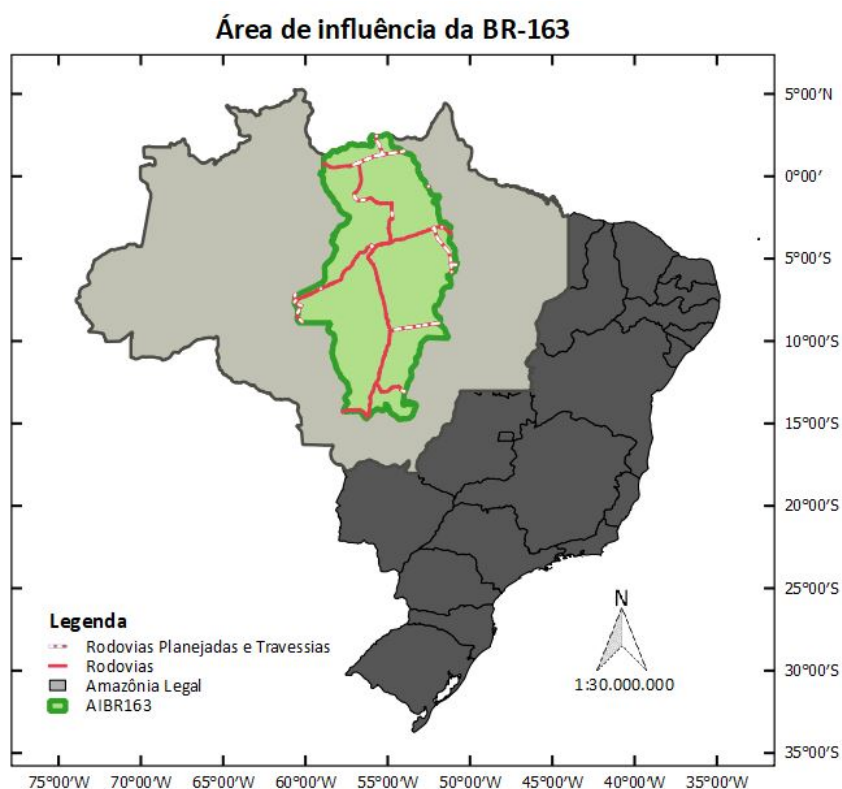 Área de influência da BR-163
5°00′N
0°00′
5°00′S
10°00′S
15°00′S
20°00′S
25°00′S
30°00′S
35°00′S
Legenda
Rodovias Planejadas e Travessias
Rodovias
Amazônia Legal
AIBR163
N
1:30.000.000
75°00′W 70°00′W 65°00′W 60°00′W 55°00′W 50°00′W 45°00′W 40°00′W 35°00′W